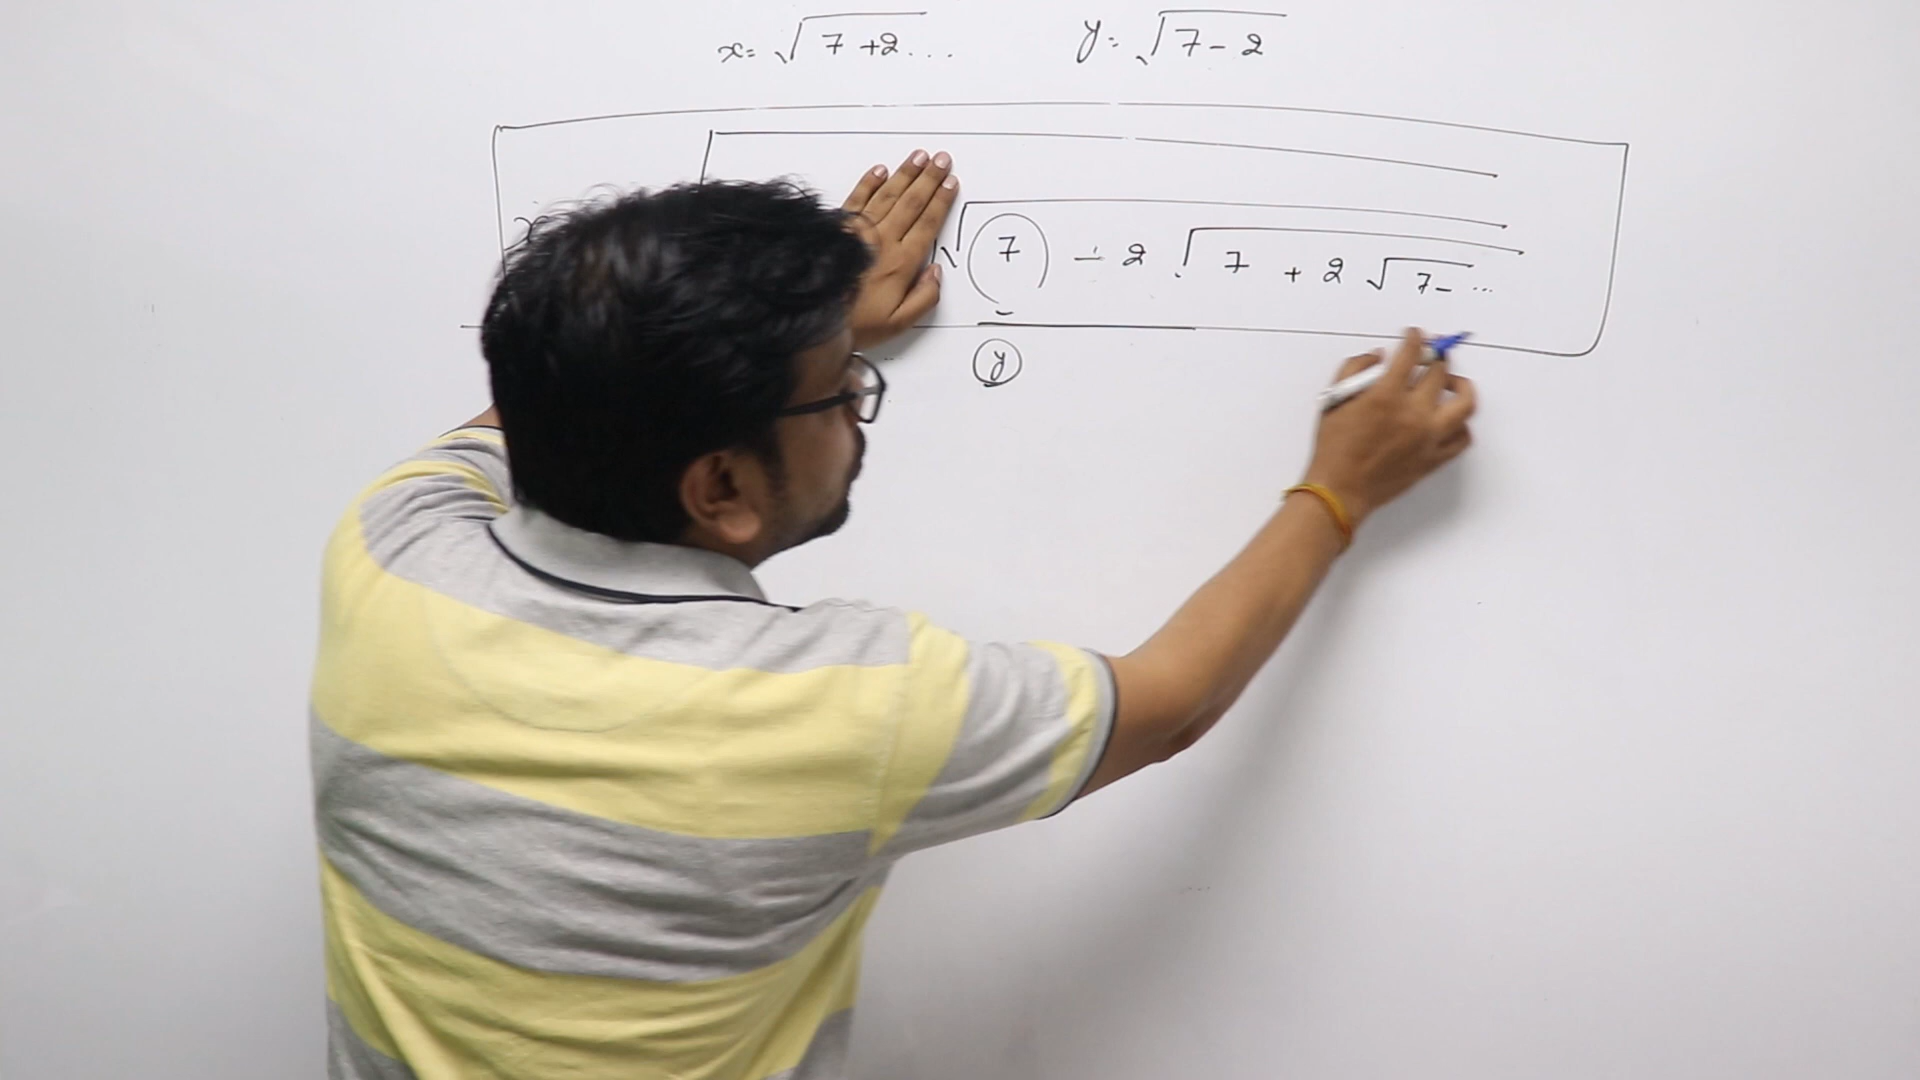 x = √7 + 2 ...    y = √7 - 2
x √7 - 2 √7 + 2 √7 - ...
y